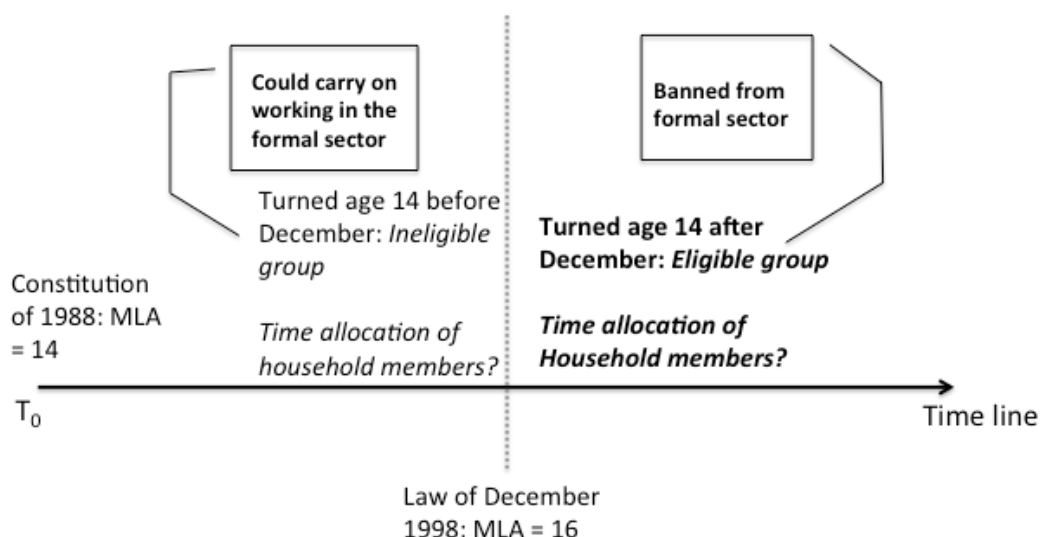 Could carry on
working in the
formal sector
Banned from
formal sector
Turned age 14 before
December: Ineligible
group
Turned age 14 after
December: Eligible group
Constitution
of 1988: MLA
= 14
Time allocation of
household members?
Time allocation of
Household members?
T0
Time line
Law of December
1998: MLA = 16